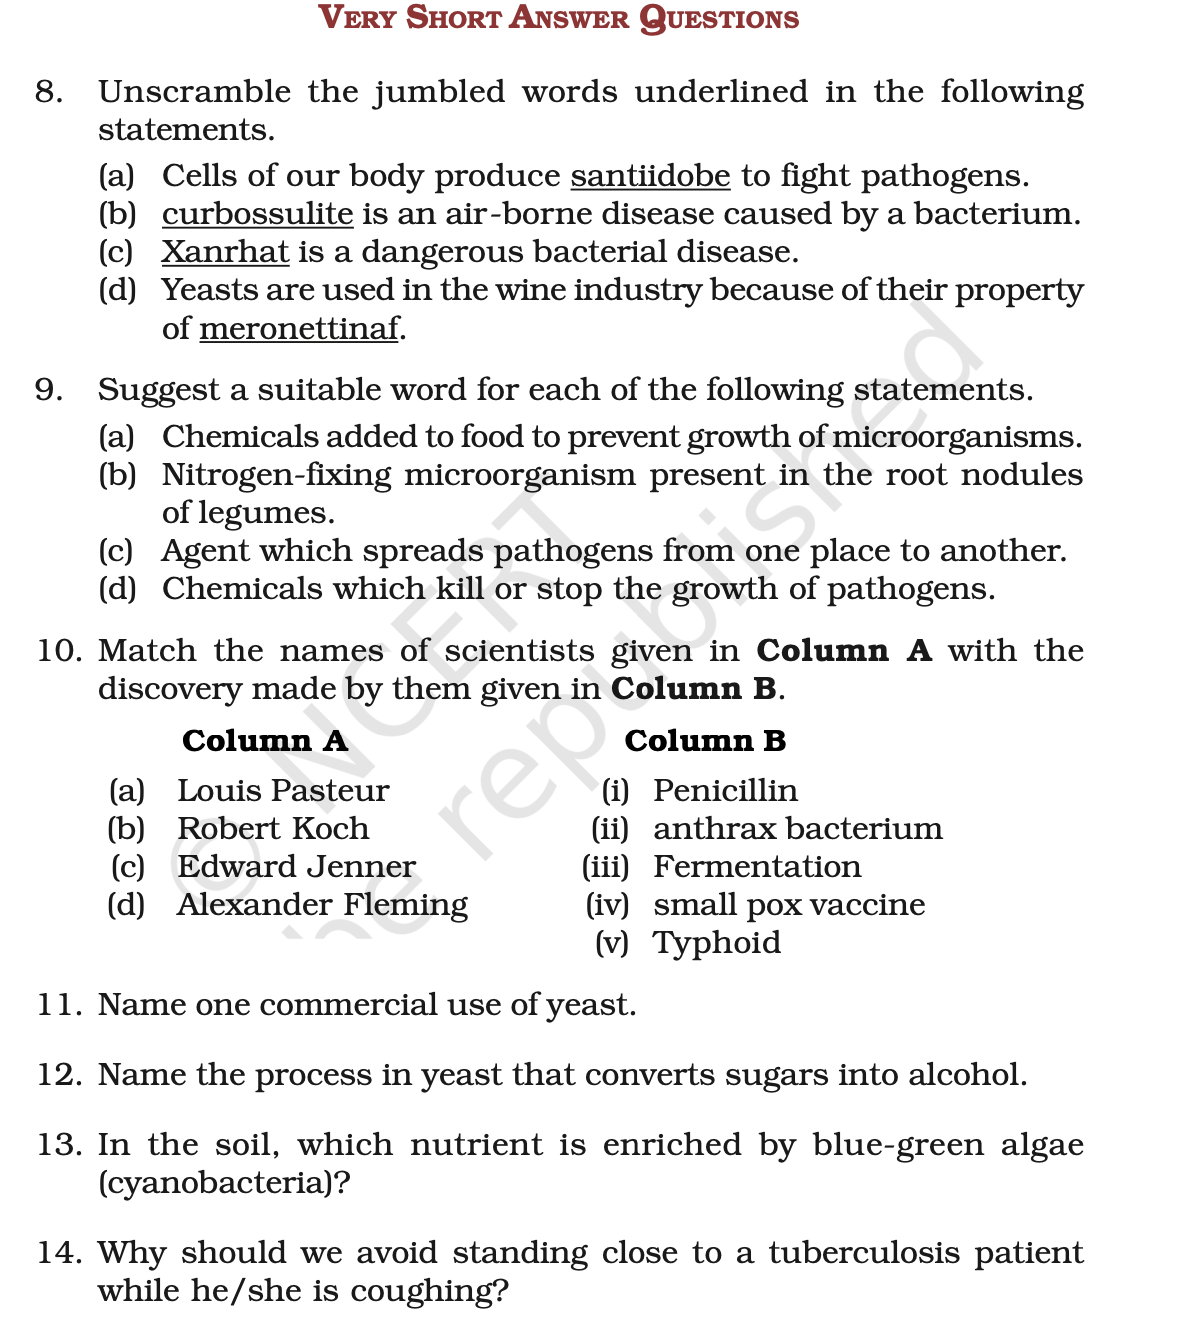 VERY SHORT ANSWER QUESTIONS
8. Unscramble the jumbled words underlined in the following
statements.
(a) Cells of our body produce santiidobe to fight pathogens.
(b) curbossulite is an air-borne disease caused by a bacterium.
(c) Xanrhat is a dangerous bacterial disease.
(d) Yeasts are used in the wine industry because of their property
of meronettinaf.
9. Suggest a suitable word for each of the following statements.
(a) Chemicals added to food to prevent growth of microorganisms.
(b) Nitrogen-fixing microorganism present in the root nodules
of legumes.
(c) Agent which spreads pathogens from one place to another.
(d) Chemicals which kill or stop the growth of pathogens.
10. Match the names of scientists given in Column A with the
discovery made by them given in Column B.
Column A Column B
(a) Louis Pasteur (i) Penicillin
(b) Robert Koch (ii) anthrax bacterium
(c) Edward Jenner (iii) Fermentation
(d) Alexander Fleming (iv) small pox vaccine
(v) Typhoid
11. Name one commercial use of yeast.
12. Name the process in yeast that converts sugars into alcohol.
13. In the soil, which nutrient is enriched by blue-green algae
(cyanobacteria)?
14. Why should we avoid standing close to a tuberculosis patient
while he/she is coughing?
© NCERT
be republished